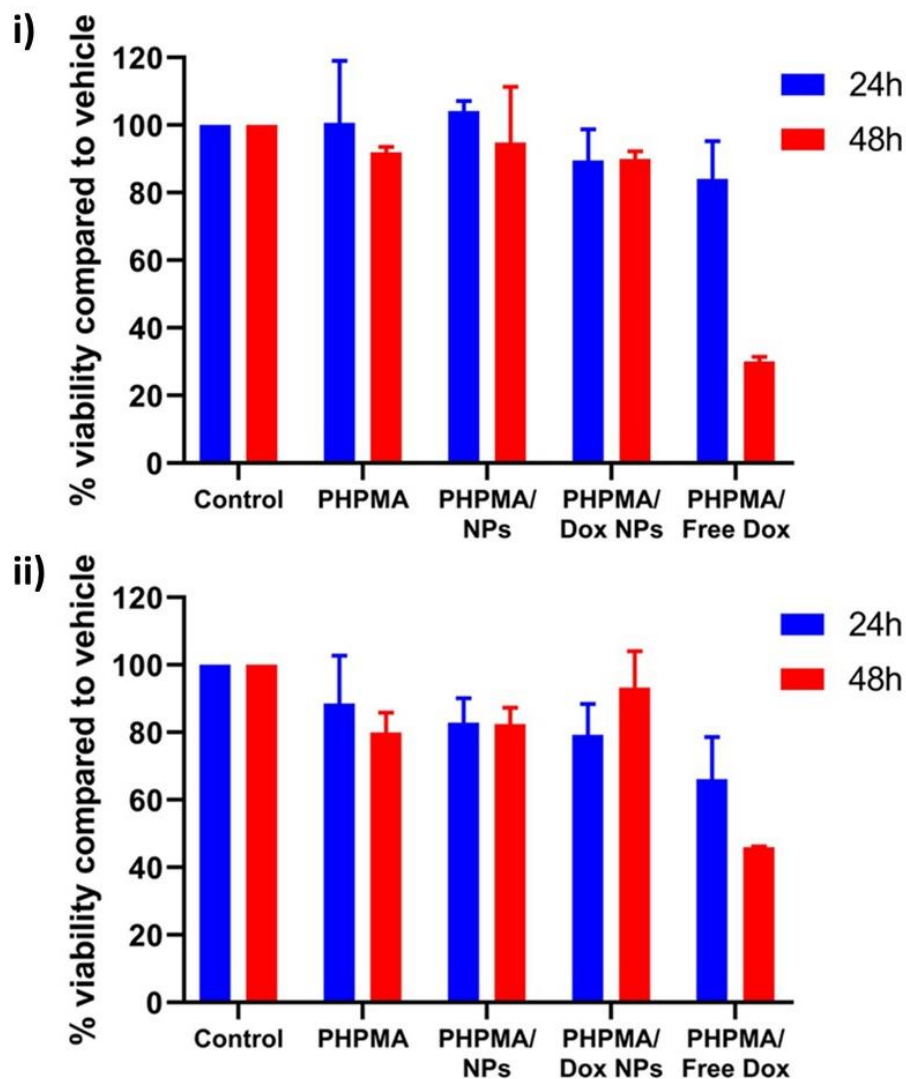 i)
% viability compared to vehicle
120
100
80
60
40
20
0
Control
PHPMA
PHPMA/
NPs
PHPMA/
Dox NPs
PHPMA/
Free Dox
24h
48h
ii)
% viability compared to vehicle
120
100
80
60
40
20
0
Control
PHPMA
PHPMA/
NPs
PHPMA/
Dox NPs
PHPMA/
Free Dox
24h
48h